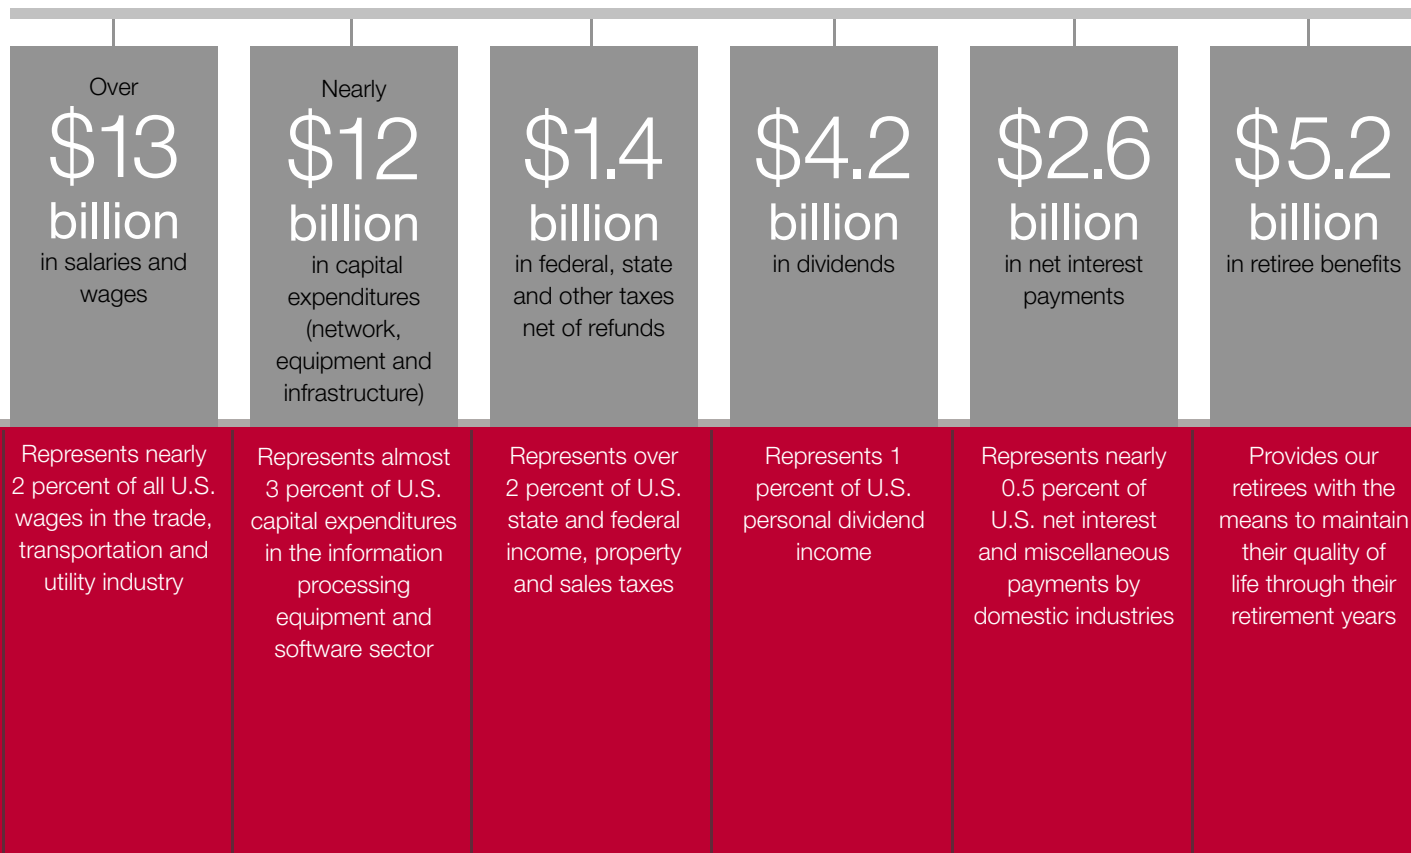 Over
$13
billion
in salaries and
wages
Nearly
$12
billion
in capital
expenditures
(network,
equipment and
infrastructure)
$1.4
billion
in federal, state
and other taxes
net of refunds
$4.2
billion
in dividends
$2.6
billion
in net interest
payments
$5.2
billion
in retiree benefits
Represents nearly
2 percent of all U.S.
wages in the trade,
transportation and
utility industry
Represents almost
3 percent of U.S.
capital expenditures
in the information
processing
equipment and
software sector
Represents over
2 percent of U.S.
state and federal
income, property
and sales taxes
Represents 1
percent of U.S.
personal dividend
income
Represents nearly
0.5 percent of
U.S. net interest
and miscellaneous
payments by
domestic industries
Provides our
retirees with the
means to maintain
their quality of
life through their
retirement years